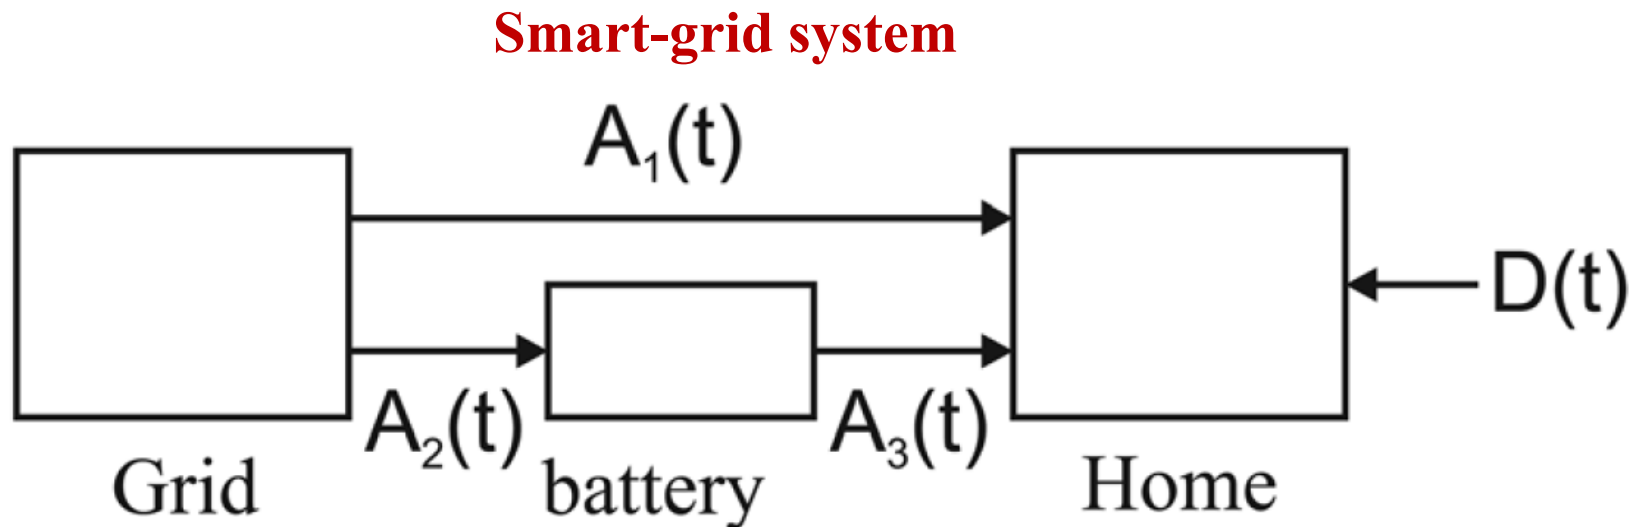 Smart-grid system
A₁(t)
D(t)
A₂(t)
A₃(t)
Grid
battery
Home